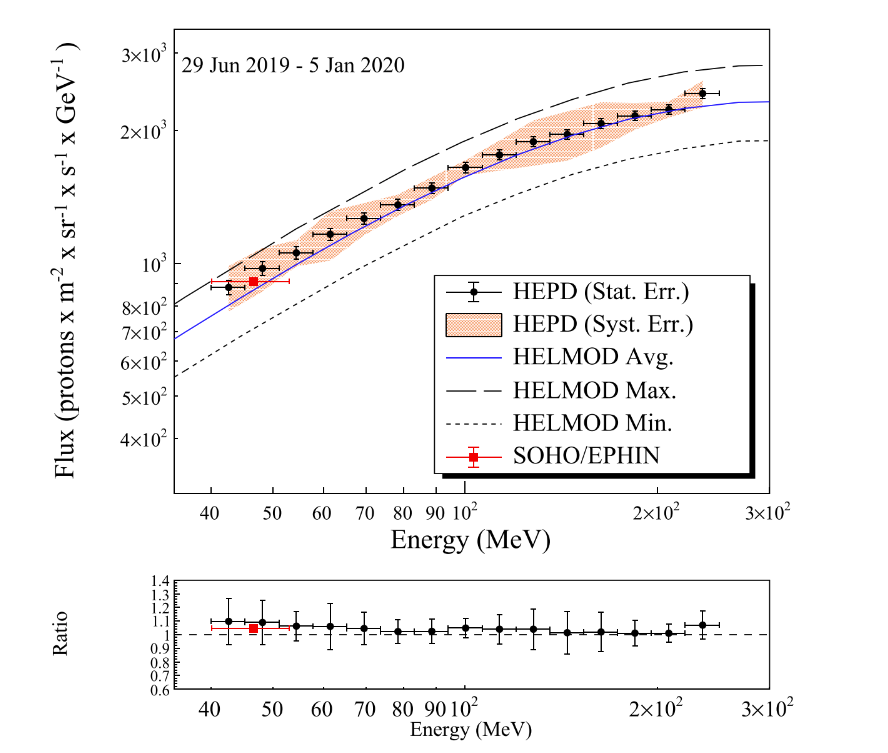 Flux (protons x m⁻² x sr⁻¹ x s⁻¹ x GeV⁻¹ )
3×10³
2×10³
10³
8×10²
7×10²
6×10²
5×10²
4×10²
29 Jun 2019 - 5 Jan 2020
HEPD (Stat. Err.)
HEPD (Syst. Err.)
HELMOD Avg.
HELMOD Max.
HELMOD Min.
SOHO/EPHIN
40 50 60 70 80 90 10² 2×10² 3×10²
Energy (MeV)
Ratio
1.4
1.3
1.2
1.1
1
0.9
0.8
0.7
0.6
40 50 60 70 80 90 10² 2×10² 3×10²
Energy (MeV)